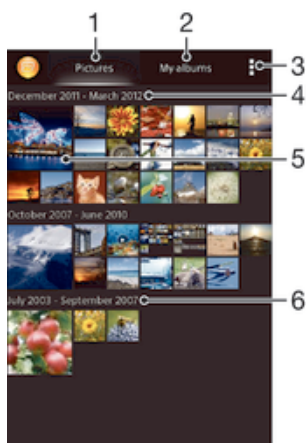 1
2
Pictures
My albums
3
December 2011 - March 2012
4
5
October 2007 - June 2010
July 2003 - September 2007
6